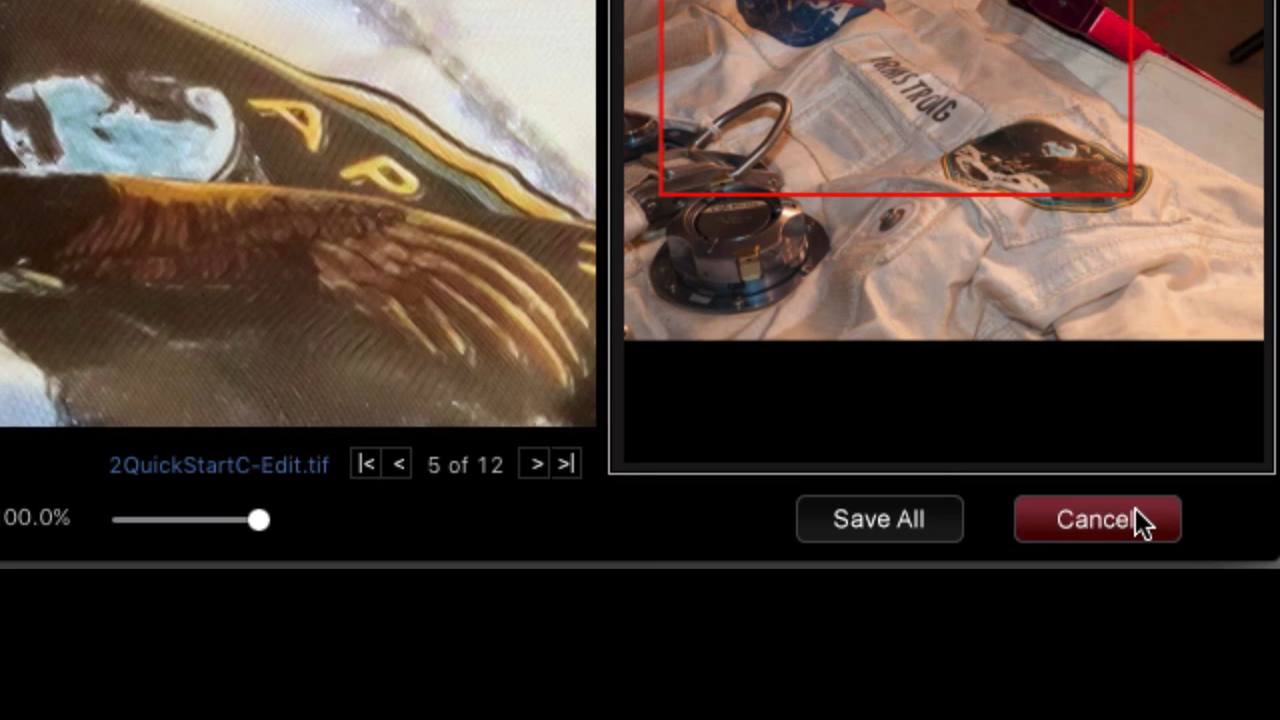 ARMSTRONG
A P
2QuickStartC-Edit.tif |< < 5 of 12 > >|
00.0%
Save All Cancel